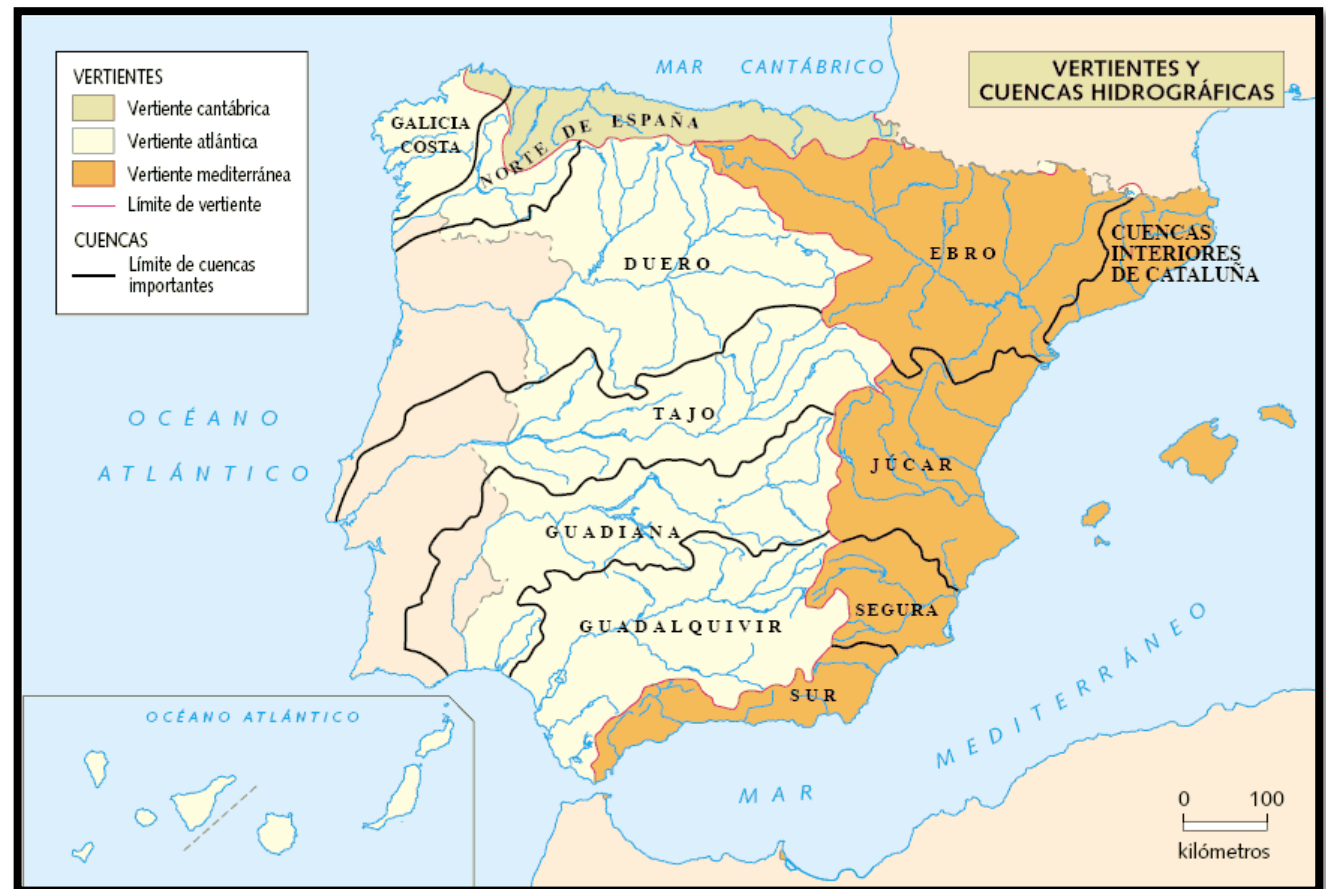 VERTIENTES Y
CUENCAS HIDROGRÁFICAS
VERTIENTES
Vertiente cantábrica
Vertiente atlántica
Vertiente mediterránea
Límite de vertiente
CUENCAS
Límite de cuencas
importantes
MAR CANTÁBRICO
GALICIA
COSTA
NORTE DE ESPAÑA
DUERO
EBRO
CUENCAS
INTERIORES
DE CATALUÑA
OCÉANO
ATLÁNTICO
TAJO
JÚCAR
GUADIANA
SEGURA
GUADALQUIVIR
SUR
MAR MEDITERRÁNEO
OCÉANO ATLÁNTICO
0 100
kilómetros